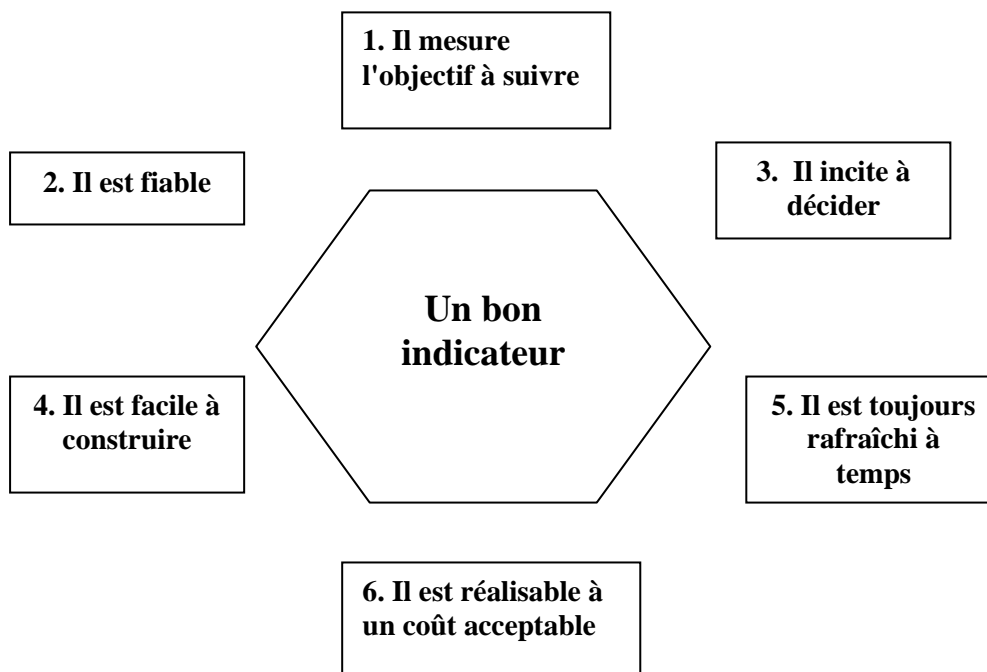 1. Il mesure
l'objectif à suivre
2. Il est fiable
3. Il incite à
décider
Un bon
indicateur
4. Il est facile à
construire
5. Il est toujours
rafraîchi à
temps
6. Il est réalisable à
un coût acceptable